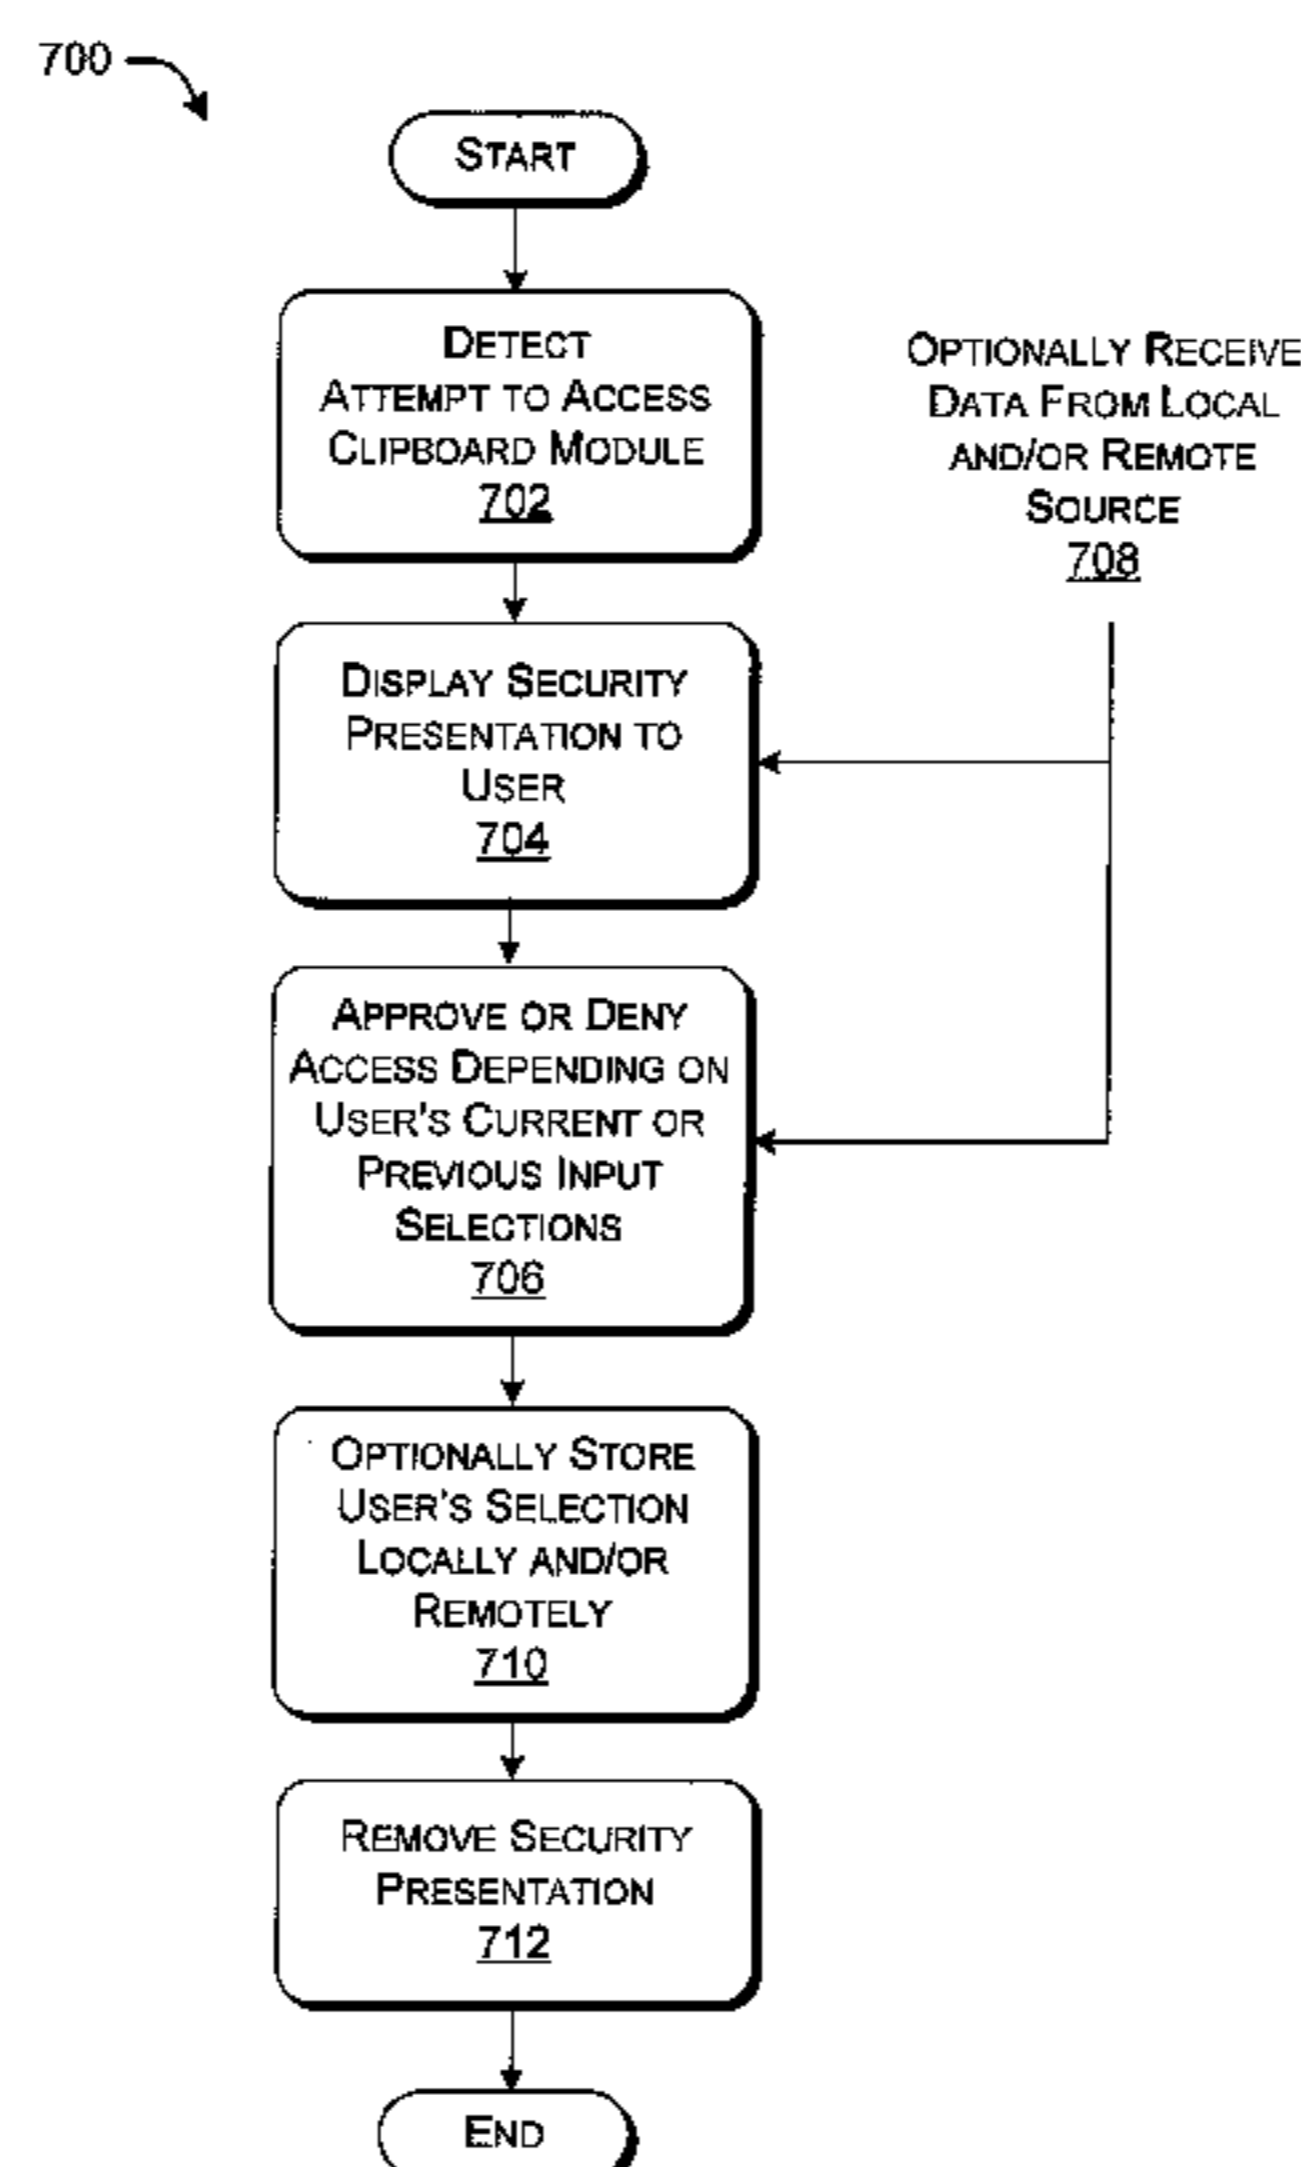 700
START
DETECT
ATTEMPT TO ACCESS
CLIPBOARD MODULE
702
OPTIONALLY RECEIVE
DATA FROM LOCAL
AND/OR REMOTE
SOURCE
708
DISPLAY SECURITY
PRESENTATION TO
USER
704
APPROVE OR DENY
ACCESS DEPENDING ON
USER'S CURRENT OR
PREVIOUS INPUT
SELECTIONS
706
OPTIONALLY STORE
USER'S SELECTION
LOCALLY AND/OR
REMOTELY
710
REMOVE SECURITY
PRESENTATION
712
END